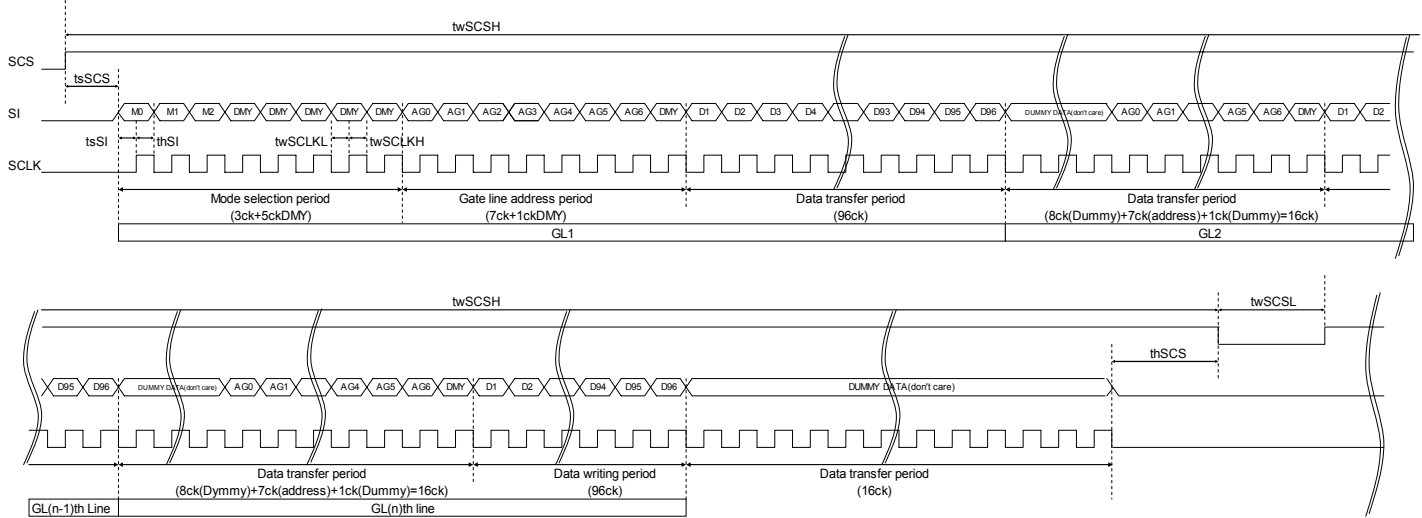 twSCSH
SCS
tsSCS
SI M0 M1 M2 DMY DMY DMY DMY DMY AG0 AG1 AG2 AG3 AG4 AG5 AG6 DMY D1 D2 D3 D4 D93 D94 D95 D96 DUMMY DATA(don't care) AG0 AG1 AG5 AG6 DMY D1 D2
tsSI thSI twSCLKL twSCLKH
SCLK
Mode selection period Gate line address period Data transfer period Data transfer period
(3ck+5ckDMY) (7ck+1ckDMY) (96ck) (8ck(Dummy)+7ck(address)+1ck(Dummy)=16ck)
GL1 GL2
twSCSH twSCSL
thSCS
D95 D96 DUMMY DATA(don't care) AG0 AG1 AG4 AG5 AG6 DMY D1 D2 D94 D95 D96 DUMMY DATA(don't care)
Data transfer period Data writing period Data transfer period
(8ck(Dymmy)+7ck(address)+1ck(Dummy)=16ck) (96ck) (16ck)
GL(n-1)th Line GL(n)th line